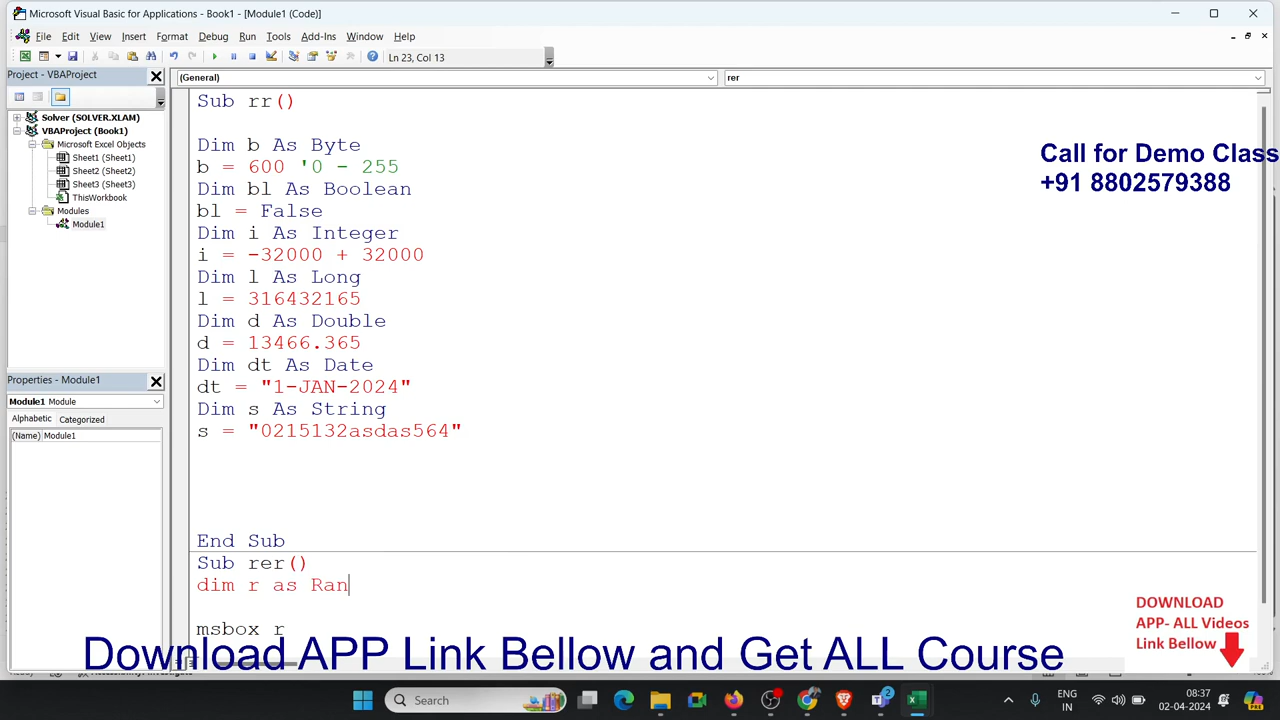 Microsoft Visual Basic for Applications - Book1 - [Module1 (Code)]
File Edit View Insert Format Debug Run Tools Add-Ins Window Help
Ln 23, Col 13
Project - VBAProject
(General)
rer
Solver (SOLVER.XLAM)
VBAProject (Book1)
Microsoft Excel Objects
Sheet1 (Sheet1)
Sheet2 (Sheet2)
Sheet3 (Sheet3)
ThisWorkbook
Modules
Module1
Properties - Module1
Module1 Module
Alphabetic Categorized
(Name) Module1
Sub rr()
Dim b As Byte
b = 600 '0 - 255
Dim bl As Boolean
bl = False
Dim i As Integer
i = -32000 + 32000
Dim l As Long
l = 316432165
Dim d As Double
d = 13466.365
Dim dt As Date
dt = "1-JAN-2024"
Dim s As String
s = "0215132asdas564"
End Sub
Sub rer()
dim r as Ran
msbox r
Call for Demo Class
+91 8802579388
DOWNLOAD
APP- ALL Videos
Link Bellow
Download APP Link Bellow and Get ALL Course
Search
ENG
IN
08:37
02-04-2024